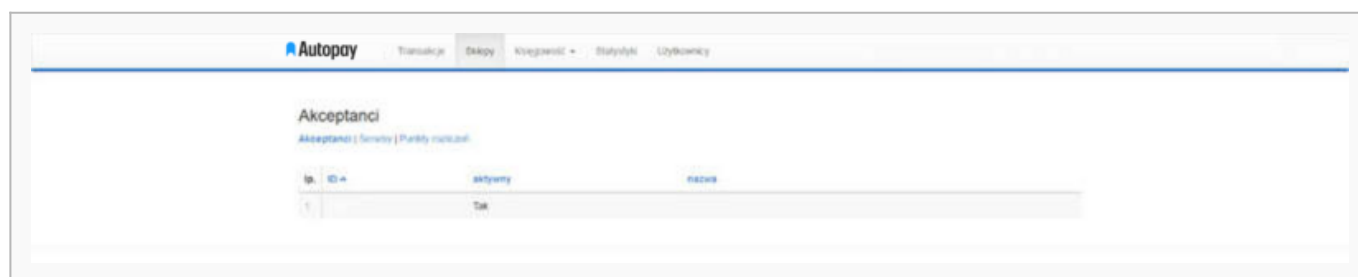 Autopay Transakcje Sklepy Księgowość Statystyki Użytkownicy
Akceptanci
Akceptanci | Serwisy | Punkty rozliczeń
lp. ID aktywny nazwa
1 Tak